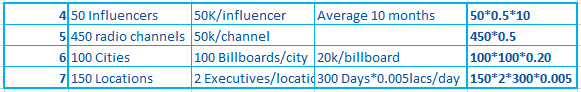 4 50 Influencers 50K/influencer Average 10 months 50*0.5*10
5 450 radio channels 50k/channel 450*0.5
6 100 Cities 100 Billboards/city 20k/billboard 100*100*0.20
7 150 Locations 2 Executives/locatic 300 Days*0.005lacs/day 150*2*300*0.005